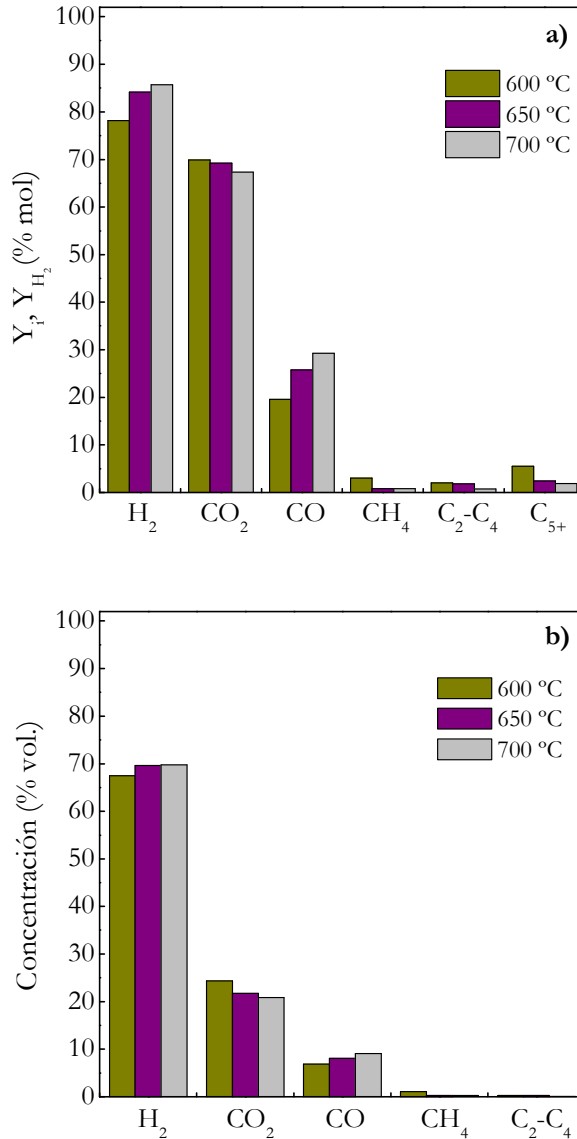 100
90
80
70
60
50
40
30
20
10
0
Y_i, Y_{H_2} (% mol)
a)
600 ºC
650 ºC
700 ºC
H₂ CO₂ CO CH₄ C₂-C₄ C₅₊
100
90
80
70
60
50
40
30
20
10
0
Concentración (% vol.)
b)
600 ºC
650 ºC
700 ºC
H₂ CO₂ CO CH₄ C₂-C₄